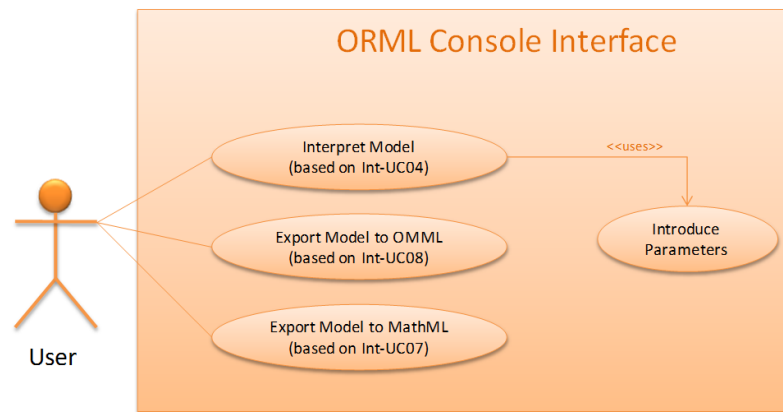 ORML Console Interface
Interpret Model
(based on Int-UC04)
<<uses>>
Export Model to OMML
(based on Int-UC08)
Introduce
Parameters
Export Model to MathML
(based on Int-UC07)
User